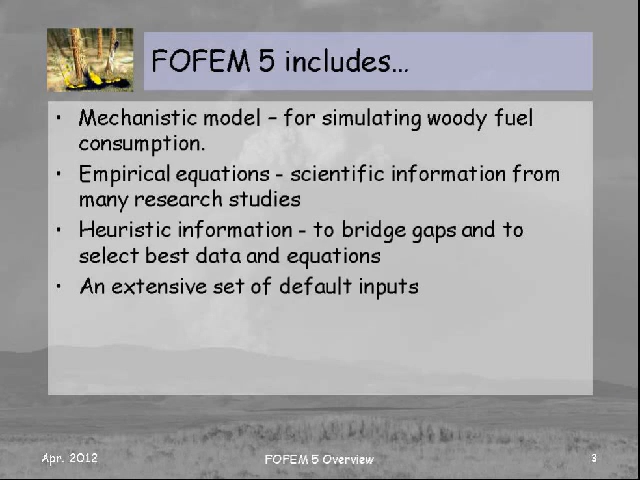 FOFEM 5 includes...
• Mechanistic model – for simulating woody fuel
consumption.
• Empirical equations - scientific information from
many research studies
• Heuristic information - to bridge gaps and to
select best data and equations
• An extensive set of default inputs
Apr. 2012
FOFEM 5 Overview
3